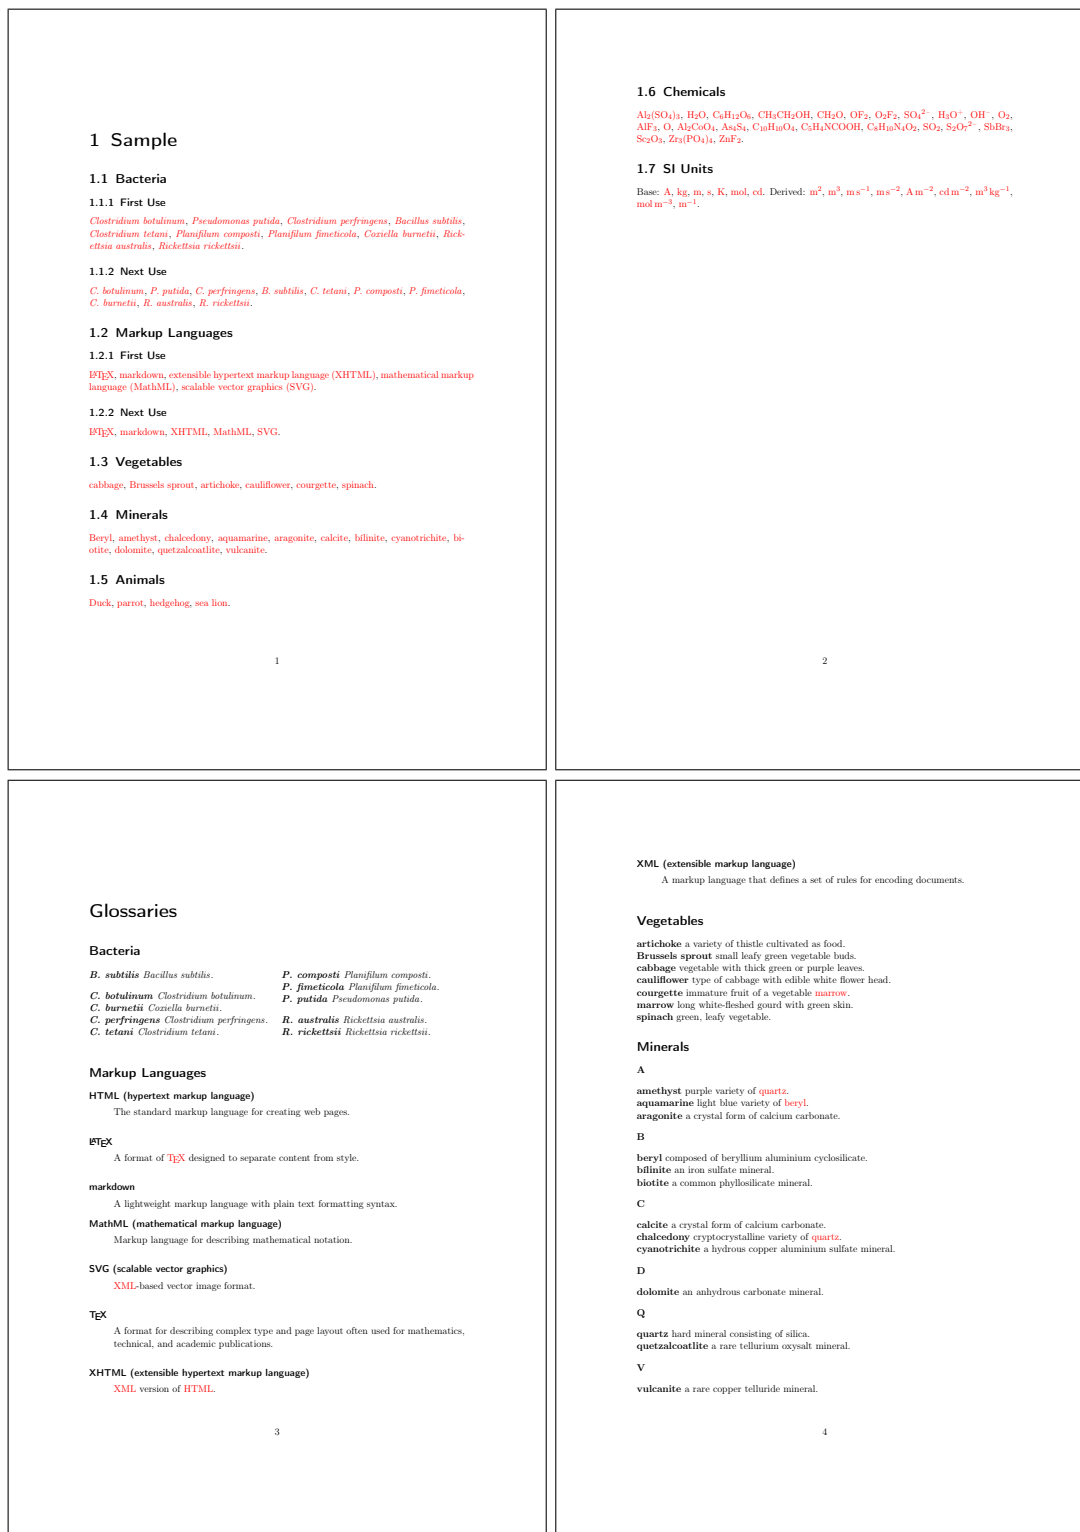 1 Sample
1.1 Bacteria
1.1.1 First Use
Clostridium botulinum, Pseudomonas putida, Clostridium perfringens, Bacillus subtilis,
Clostridium tetani, Planifilum composti, Planifilum fimeticola, Coxiella burnetii, Rick-
ettsia australis, Rickettsia rickettsii.
1.1.2 Next Use
C. botulinum, P. putida, C. perfringens, B. subtilis, C. tetani, P. composti, P. fimeticola,
C. burnetii, R. australis, R. rickettsii.
1.2 Markup Languages
1.2.1 First Use
LATEX, markdown, extensible hypertext markup language (XHTML), mathematical markup
language (MathML), scalable vector graphics (SVG).
1.2.2 Next Use
LATEX, markdown, XHTML, MathML, SVG.
1.3 Vegetables
cabbage, Brussels sprout, artichoke, cauliflower, courgette, spinach.
1.4 Minerals
Beryl, amethyst, chalcedony, aquamarine, aragonite, calcite, bílinite, cyanotrichite, bi-
otite, dolomite, quetzalcoatlite, vulcanite.
1.5 Animals
Duck, parrot, hedgehog, sea lion.
1
1.6 Chemicals
Al₂(SO₄)₃, H₂O, C₆H₁₂O₆, CH₃CH₂OH, CH₂O, OF₂, O₂F₂, SO₄²⁻, H₃O⁺, OH⁻, O₂,
AlF₃, O, Al₂CoO₄, As₄S₄, C₁₀H₁₀O₄, C₅H₄NCOOH, C₈H₁₀N₄O₂, SO₂, S₂O₇²⁻, SbBr₃,
Sc₂O₃, Zr₃(PO₄)₄, ZnF₂.
1.7 SI Units
Base: A, kg, m, s, K, mol, cd. Derived: m², m³, m s⁻¹, m s⁻², A m⁻², cd m⁻², m³ kg⁻¹,
mol m⁻³, m⁻¹.
2
Glossaries
Bacteria
B. subtilis Bacillus subtilis.
C. botulinum Clostridium botulinum.
C. burnetii Coxiella burnetii.
C. perfringens Clostridium perfringens.
C. tetani Clostridium tetani.
P. composti Planifilum composti.
P. fimeticola Planifilum fimeticola.
P. putida Pseudomonas putida.
R. australis Rickettsia australis.
R. rickettsii Rickettsia rickettsii.
Markup Languages
HTML (hypertext markup language)
The standard markup language for creating web pages.
LATEX
A format of TEX designed to separate content from style.
markdown
A lightweight markup language with plain text formatting syntax.
MathML (mathematical markup language)
Markup language for describing mathematical notation.
SVG (scalable vector graphics)
XML-based vector image format.
TEX
A format for describing complex type and page layout often used for mathematics,
technical, and academic publications.
XHTML (extensible hypertext markup language)
XML version of HTML.
3
XML (extensible markup language)
A markup language that defines a set of rules for encoding documents.
Vegetables
artichoke a variety of thistle cultivated as food.
Brussels sprout small leafy green vegetable buds.
cabbage vegetable with thick green or purple leaves.
cauliflower type of cabbage with edible white flower head.
courgette immature fruit of a vegetable marrow.
marrow long white-fleshed gourd with green skin.
spinach green, leafy vegetable.
Minerals
A
amethyst purple variety of quartz.
aquamarine light blue variety of beryl.
aragonite a crystal form of calcium carbonate.
B
beryl composed of beryllium aluminium cyclosilicate.
bílinite an iron sulfate mineral.
biotite a common phyllosilicate mineral.
C
calcite a crystal form of calcium carbonate.
chalcedony cryptocrystalline variety of quartz.
cyanotrichite a hydrous copper aluminium sulfate mineral.
D
dolomite an anhydrous carbonate mineral.
Q
quartz hard mineral consisting of silica.
quetzalcoatlite a rare tellurium oxysalt mineral.
V
vulcanite a rare copper telluride mineral.
4